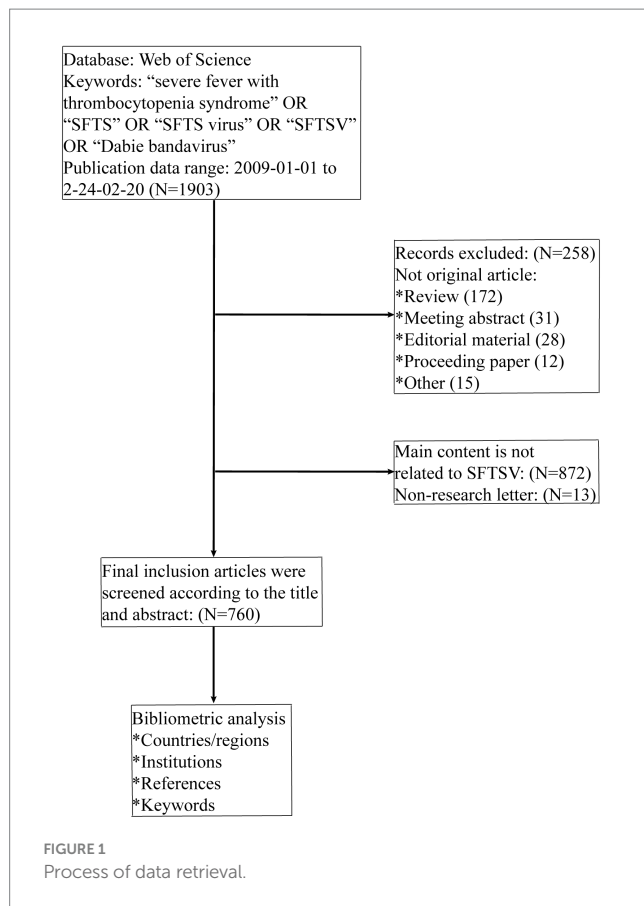 Database: Web of Science
Keywords: “severe fever with
thrombocytopenia syndrome” OR
“SFTS” OR “SFTS virus” OR “SFTSV”
OR “Dabie bandavirus”
Publication data range: 2009-01-01 to
2-24-02-20 (N=1903)
Records excluded: (N=258)
Not original article:
*Review (172)
*Meeting abstract (31)
*Editorial material (28)
*Proceeding paper (12)
*Other (15)
Main content is not
related to SFTSV: (N=872)
Non-research letter: (N=13)
Final inclusion articles were
screened according to the title
and abstract: (N=760)
Bibliometric analysis
*Countries/regions
*Institutions
*References
*Keywords
FIGURE 1
Process of data retrieval.